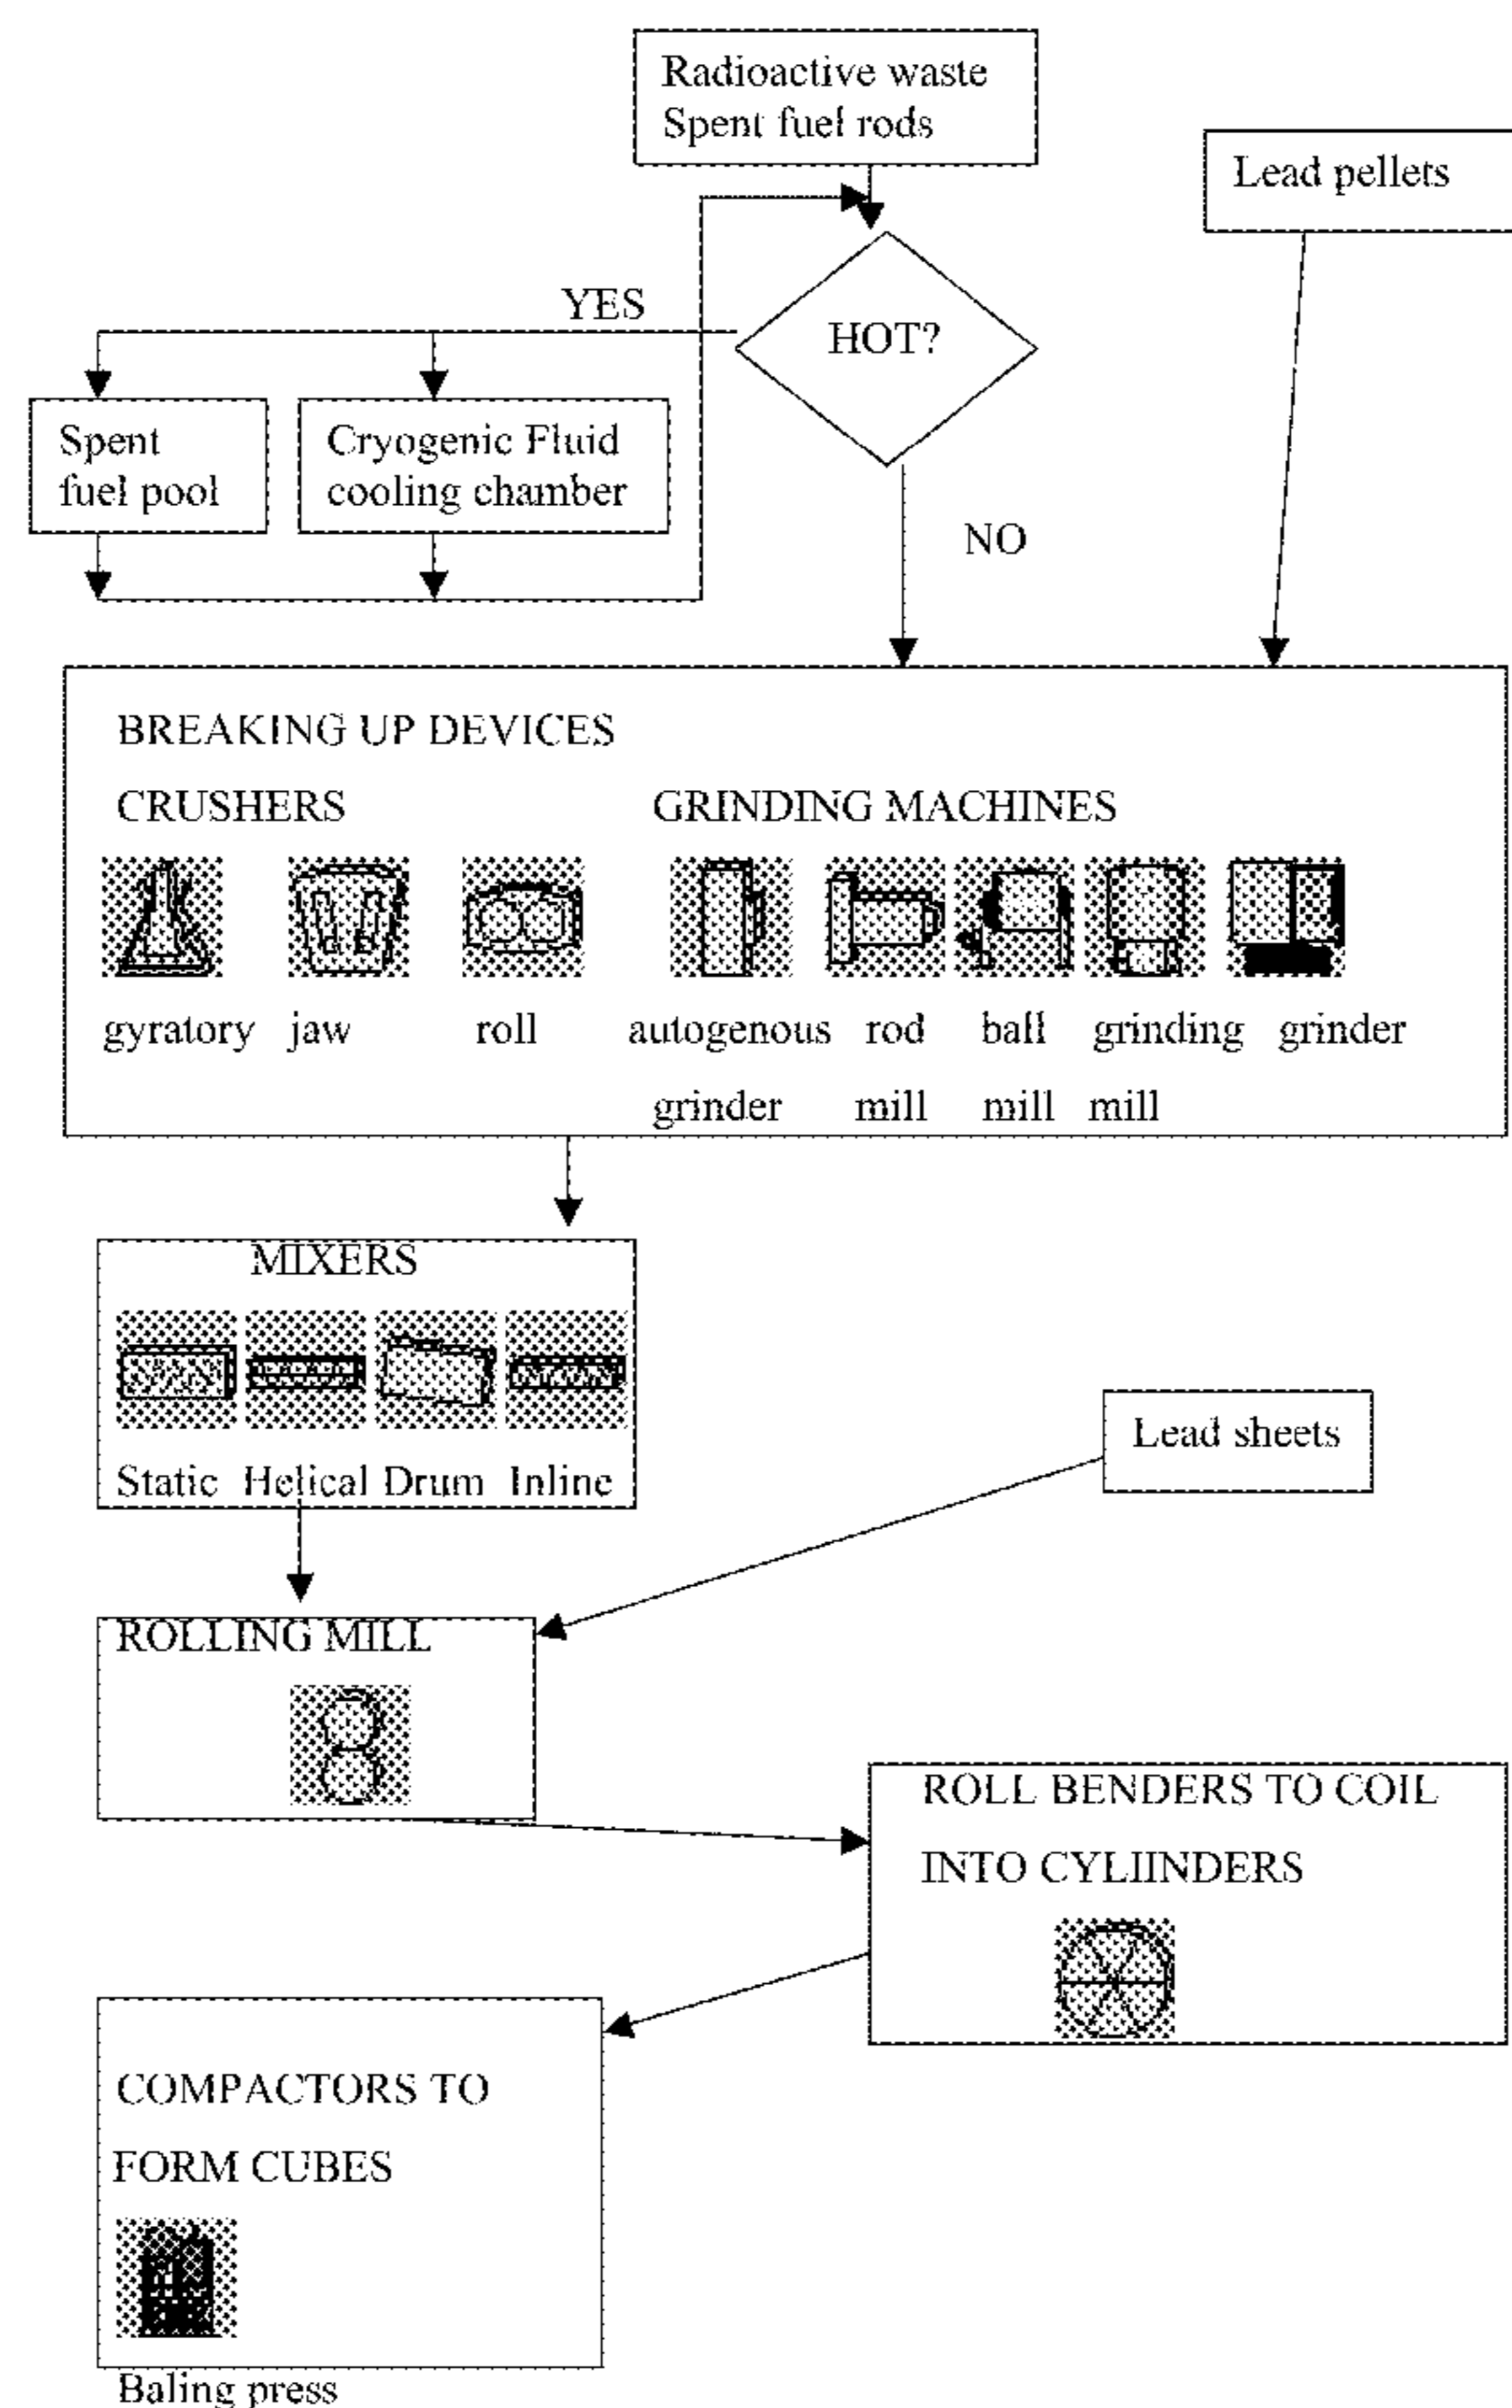 Radioactive waste
Spent fuel rods
Lead pellets
YES
HOT?
Spent
fuel pool
Cryogenic Fluid
cooling chamber
NO
BREAKING UP DEVICES
CRUSHERS
GRINDING MACHINES
gyratory jaw roll autogenous rod ball grinding grinder
grinder mill mill mill
MIXERS
Static Helical Drum Inline
Lead sheets
ROLLING MILL
ROLL BENDERS TO COIL
INTO CYLIINDERS
COMPACTORS TO
FORM CUBES
Baling press